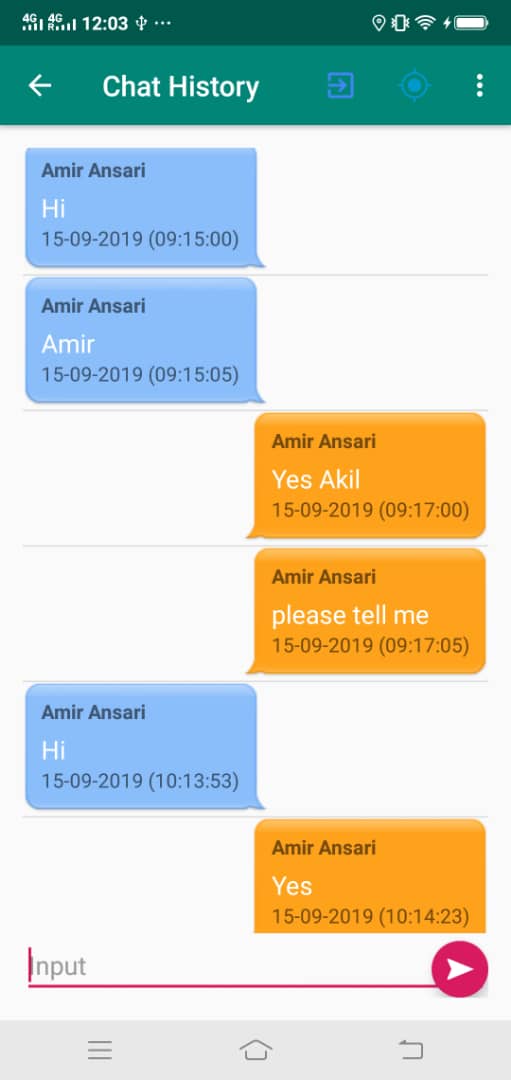 4G 4G R 12:03 ...
Chat History
Amir Ansari
Hi
15-09-2019 (09:15:00)
Amir Ansari
Amir
15-09-2019 (09:15:05)
Amir Ansari
Yes Akil
15-09-2019 (09:17:00)
Amir Ansari
please tell me
15-09-2019 (09:17:05)
Amir Ansari
Hi
15-09-2019 (10:13:53)
Amir Ansari
Yes
15-09-2019 (10:14:23)
Input